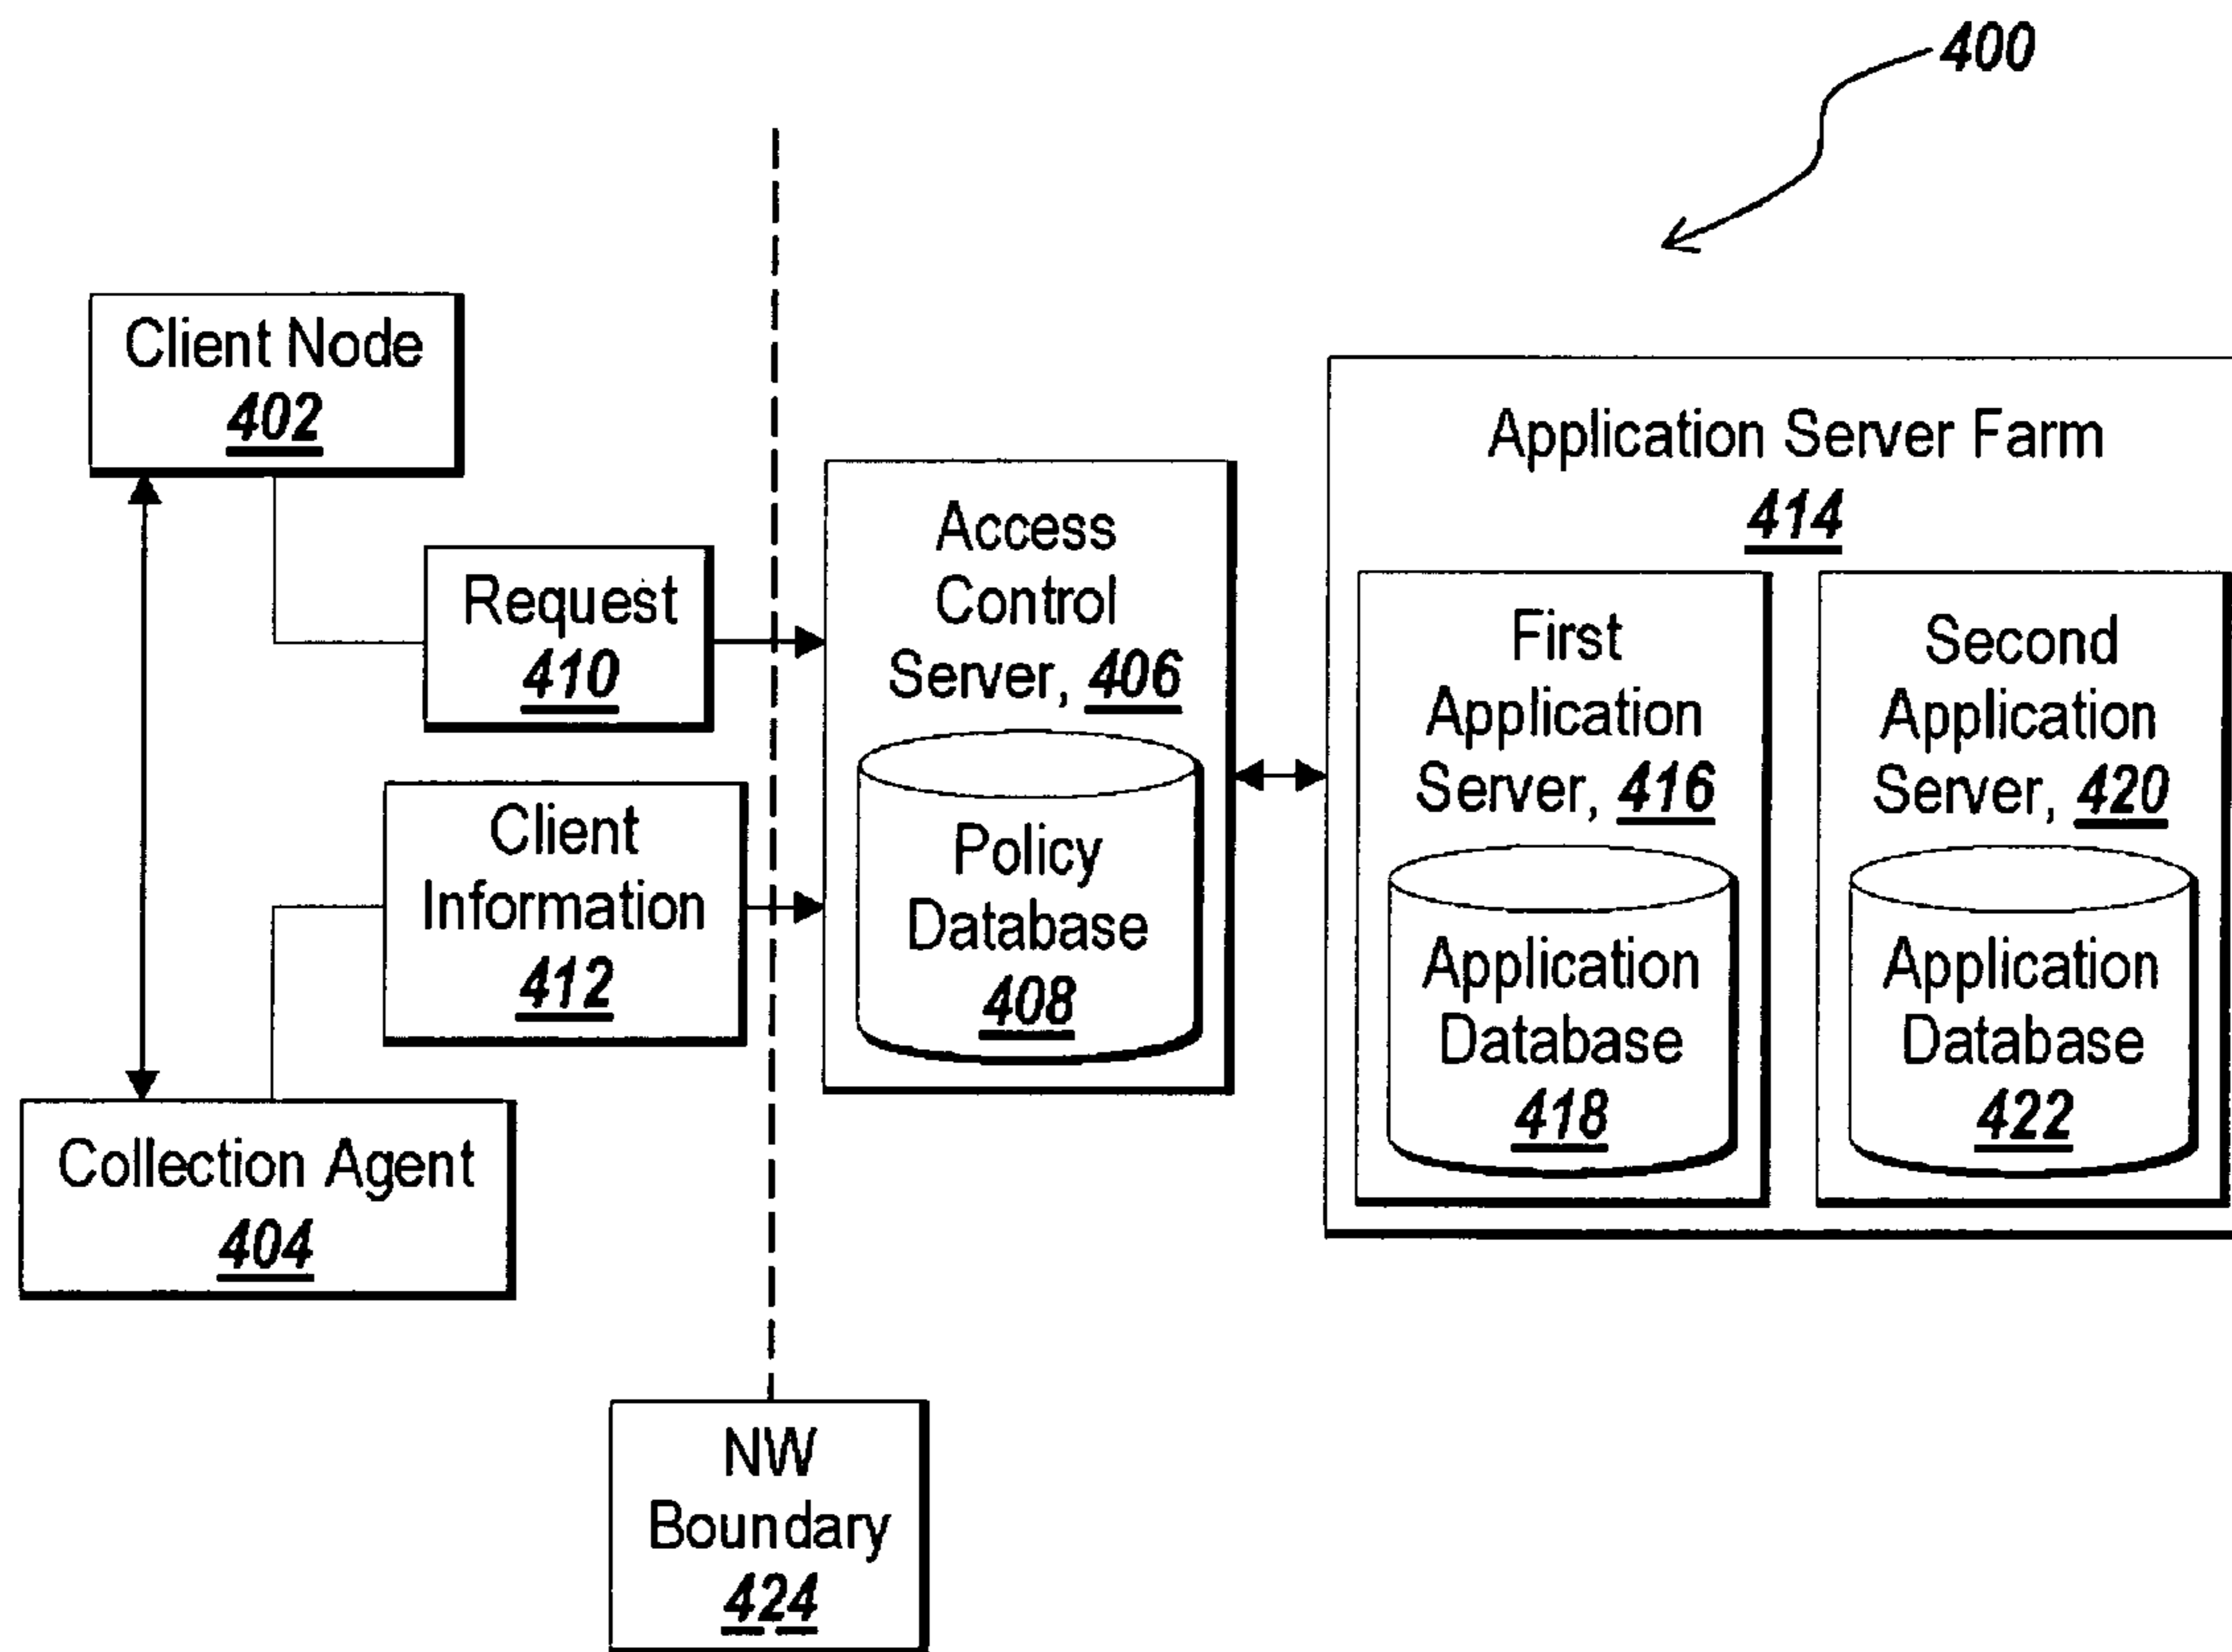 400
Client Node
402
Request
410
Client
Information
412
Collection Agent
404
NW
Boundary
424
Access
Control
Server, 406
Policy
Database
408
Application Server Farm
414
First
Application
Server, 416
Application
Database
418
Second
Application
Server, 420
Application
Database
422